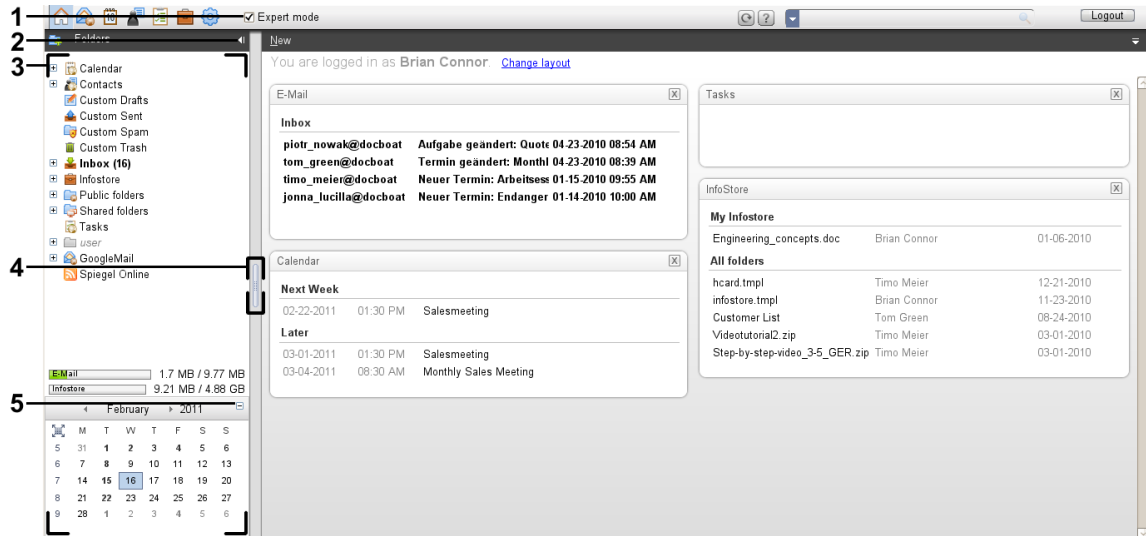 1
10
Expert mode
?
Logout
2
Folders
New
3
You are logged in as Brian Connor. Change layout
Calendar
Contacts
Custom Drafts
Custom Sent
Custom Spam
Custom Trash
Inbox (16)
Infostore
Public folders
Shared folders
Tasks
user
GoogleMail
Spiegel Online
4
E-Mail 1.7 MB / 9.77 MB
Infostore 9.21 MB / 4.88 GB
5
February 2011
M T W T F S S
5 31 1 2 3 4 5 6
6 7 8 9 10 11 12 13
7 14 15 16 17 18 19 20
8 21 22 23 24 25 26 27
9 28 1 2 3 4 5 6
E-Mail X
Inbox
piotr_nowak@docboat Aufgabe geändert: Quote 04-23-2010 08:54 AM
tom_green@docboat Termin geändert: Monthl 04-23-2010 08:39 AM
timo_meier@docboat Neuer Termin: Arbeitsess 01-15-2010 09:55 AM
jonna_lucilla@docboat Neuer Termin: Endanger 01-14-2010 10:00 AM
Calendar X
Next Week
02-22-2011 01:30 PM Salesmeeting
Later
03-01-2011 01:30 PM Salesmeeting
03-04-2011 08:30 AM Monthly Sales Meeting
Tasks X
InfoStore X
My Infostore
Engineering_concepts.doc Brian Connor 01-06-2010
All folders
hcard.tmpl Timo Meier 12-21-2010
infostore.tmpl Brian Connor 11-23-2010
Customer List Tom Green 08-24-2010
Videotutorial2.zip Timo Meier 03-01-2010
Step-by-step-video_3-5_GER.zip Timo Meier 03-01-2010